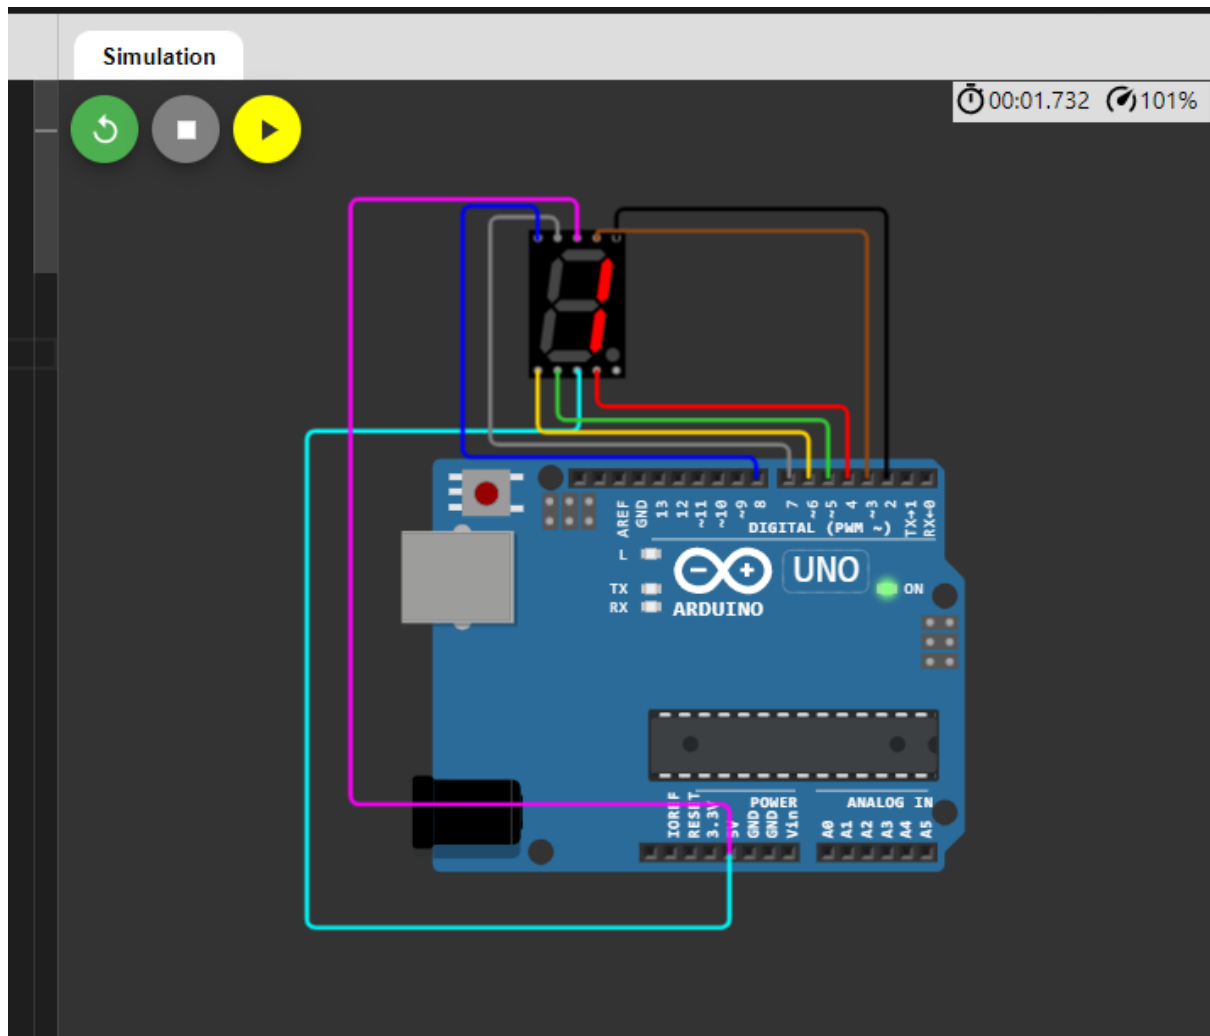 Simulation
00:01.732 101%
AREF
GND
13
12
~11
~10
~9
8
7
~6
~5
4
~3
2
TX→1
RX←0
DIGITAL (PWM ~)
L
TX
RX
ARDUINO
UNO
ON
IOREF
RESET
3.3V
5V
GND
GND
Vin
POWER
ANALOG IN
A0
A1
A2
A3
A4
A5